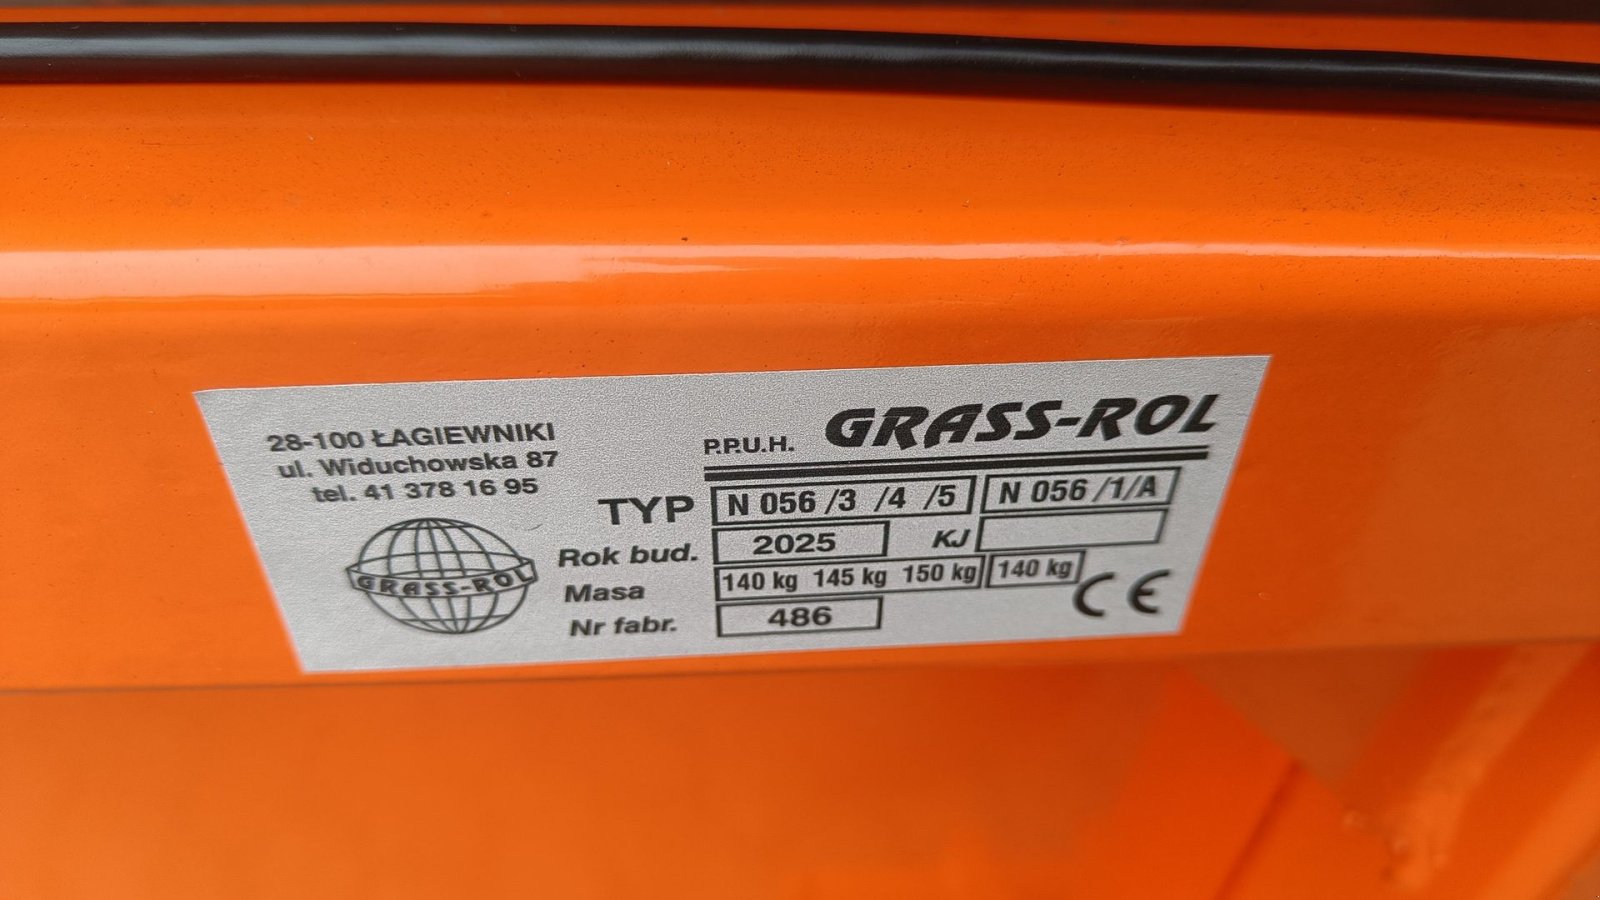 28-100 ŁAGIEWNIKI
ul. Widuchowska 87
tel. 41 378 16 95
GRASS-ROL
P.P.U.H. GRASS-ROL
TYP N 056 /3 /4 /5 N 056 /1/A
Rok bud. 2025 KJ
Masa 140 kg 145 kg 150 kg 140 kg
Nr fabr. 486
CE